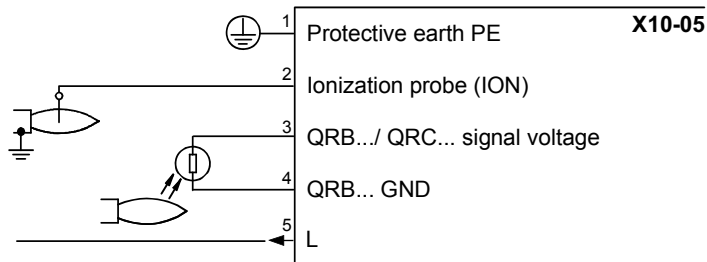 X10-05
1 Protective earth PE
2 Ionization probe (ION)
3 QRB.../ QRC... signal voltage
4 QRB... GND
5 L